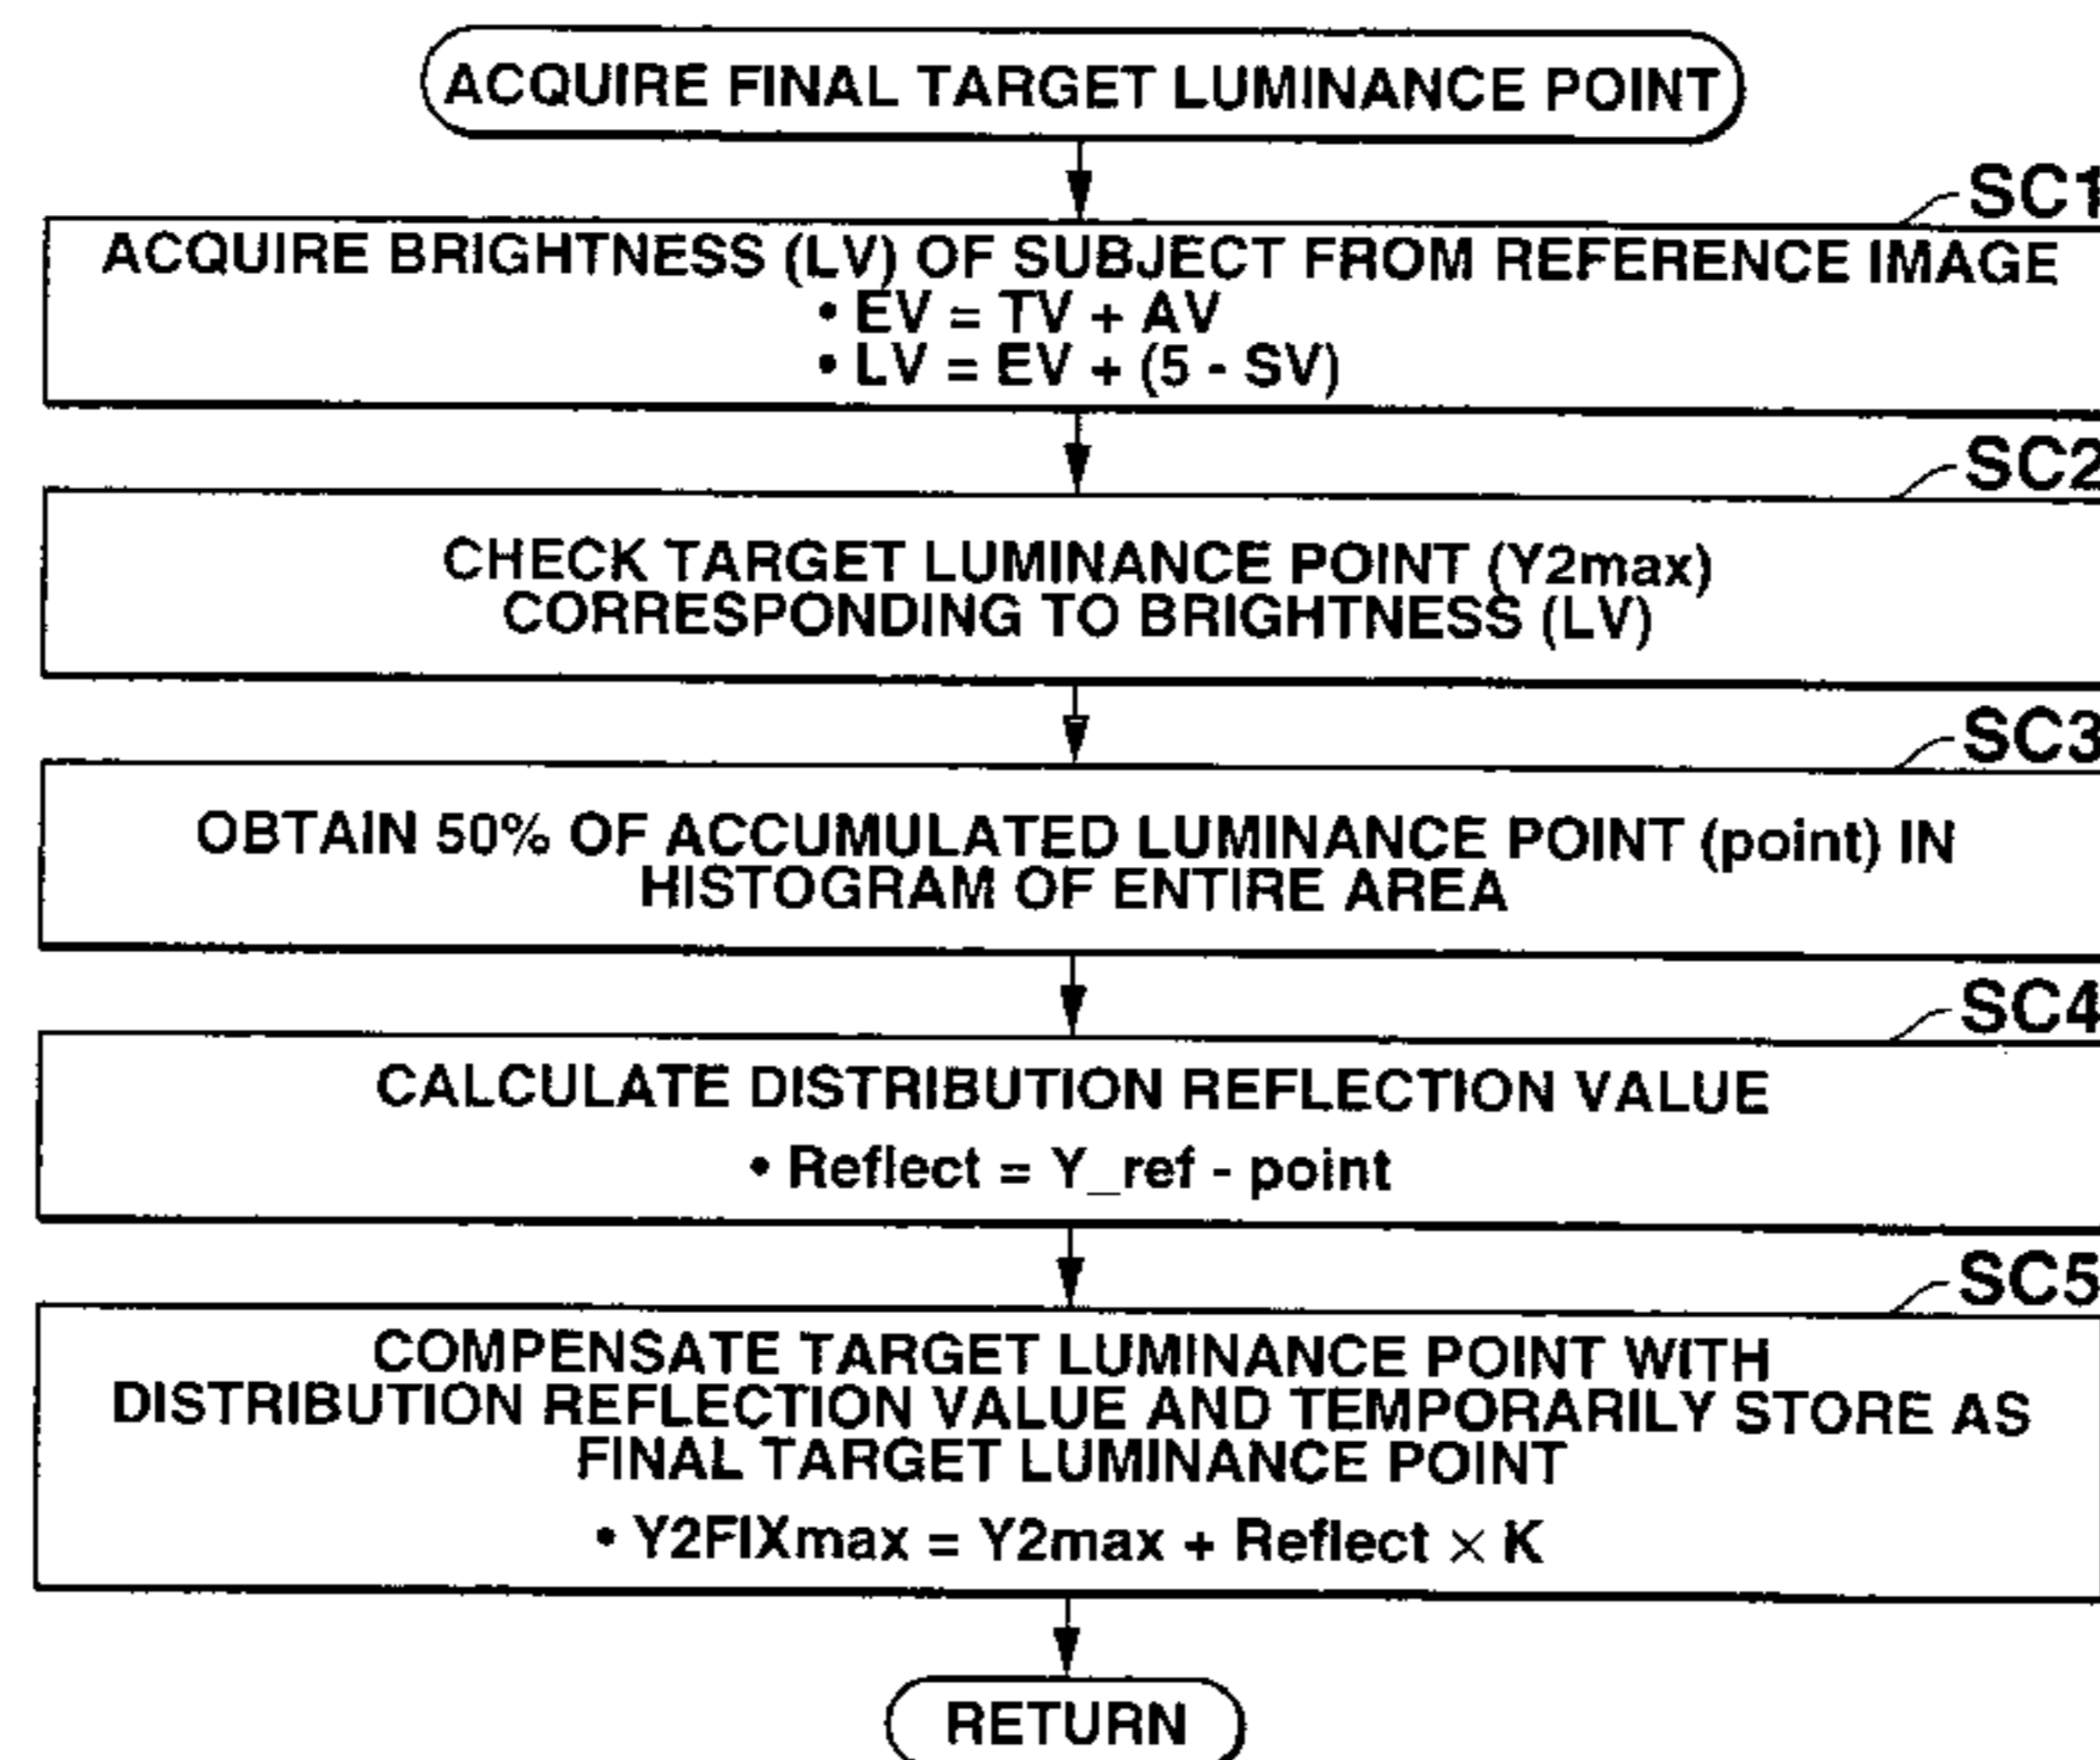 ACQUIRE FINAL TARGET LUMINANCE POINT
SC1
ACQUIRE BRIGHTNESS (LV) OF SUBJECT FROM REFERENCE IMAGE
• EV = TV + AV
• LV = EV + (5 - SV)
SC2
CHECK TARGET LUMINANCE POINT (Y2max)
CORRESPONDING TO BRIGHTNESS (LV)
SC3
OBTAIN 50% OF ACCUMULATED LUMINANCE POINT (point) IN
HISTOGRAM OF ENTIRE AREA
SC4
CALCULATE DISTRIBUTION REFLECTION VALUE
• Reflect = Y_ref - point
SC5
COMPENSATE TARGET LUMINANCE POINT WITH
DISTRIBUTION REFLECTION VALUE AND TEMPORARILY STORE AS
FINAL TARGET LUMINANCE POINT
• Y2FIXmax = Y2max + Reflect × K
RETURN